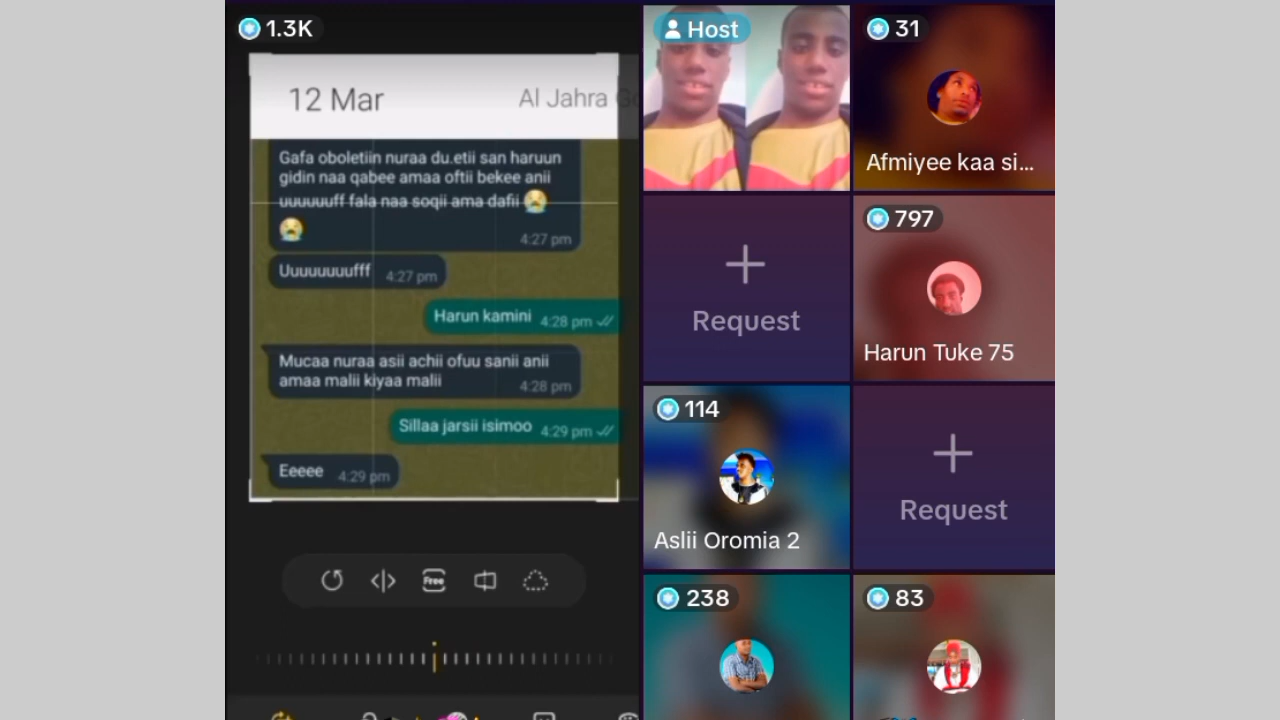 1.3K
12 Mar
Al Jahra Go
Gafa oboletiin nuraa du.etii san haruun
gidin naa qabee amaa oftii bekee anii
uuuuuuff fala naa soqii ama dafii 😭
😭
4:27 pm
Uuuuuuuufff 4:27 pm
Harun kamini 4:28 pm
Mucaa nuraa asii achii ofuu sanii anii
amaa malii kiyaa malii 4:28 pm
Sillaa jarsii isimoo 4:29 pm
Eeeee 4:29 pm
Free
Host
31
Afmiyee kaa si...
+
Request
797
Harun Tuke 75
114
Aslii Oromia 2
+
Request
238
83